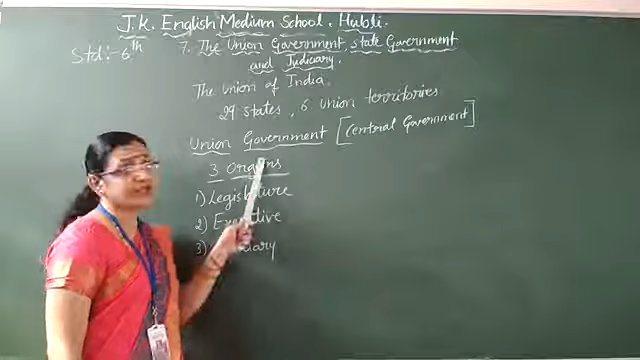 J.K. English Medium School, Hubli.
Std:- 6th
7. The Union Government, state Government
and Judiciary.
The union of India.
29 states, 6 union territories
Union Government [Central Government]
3 Organs
1) Legislature
2) Executive
3)